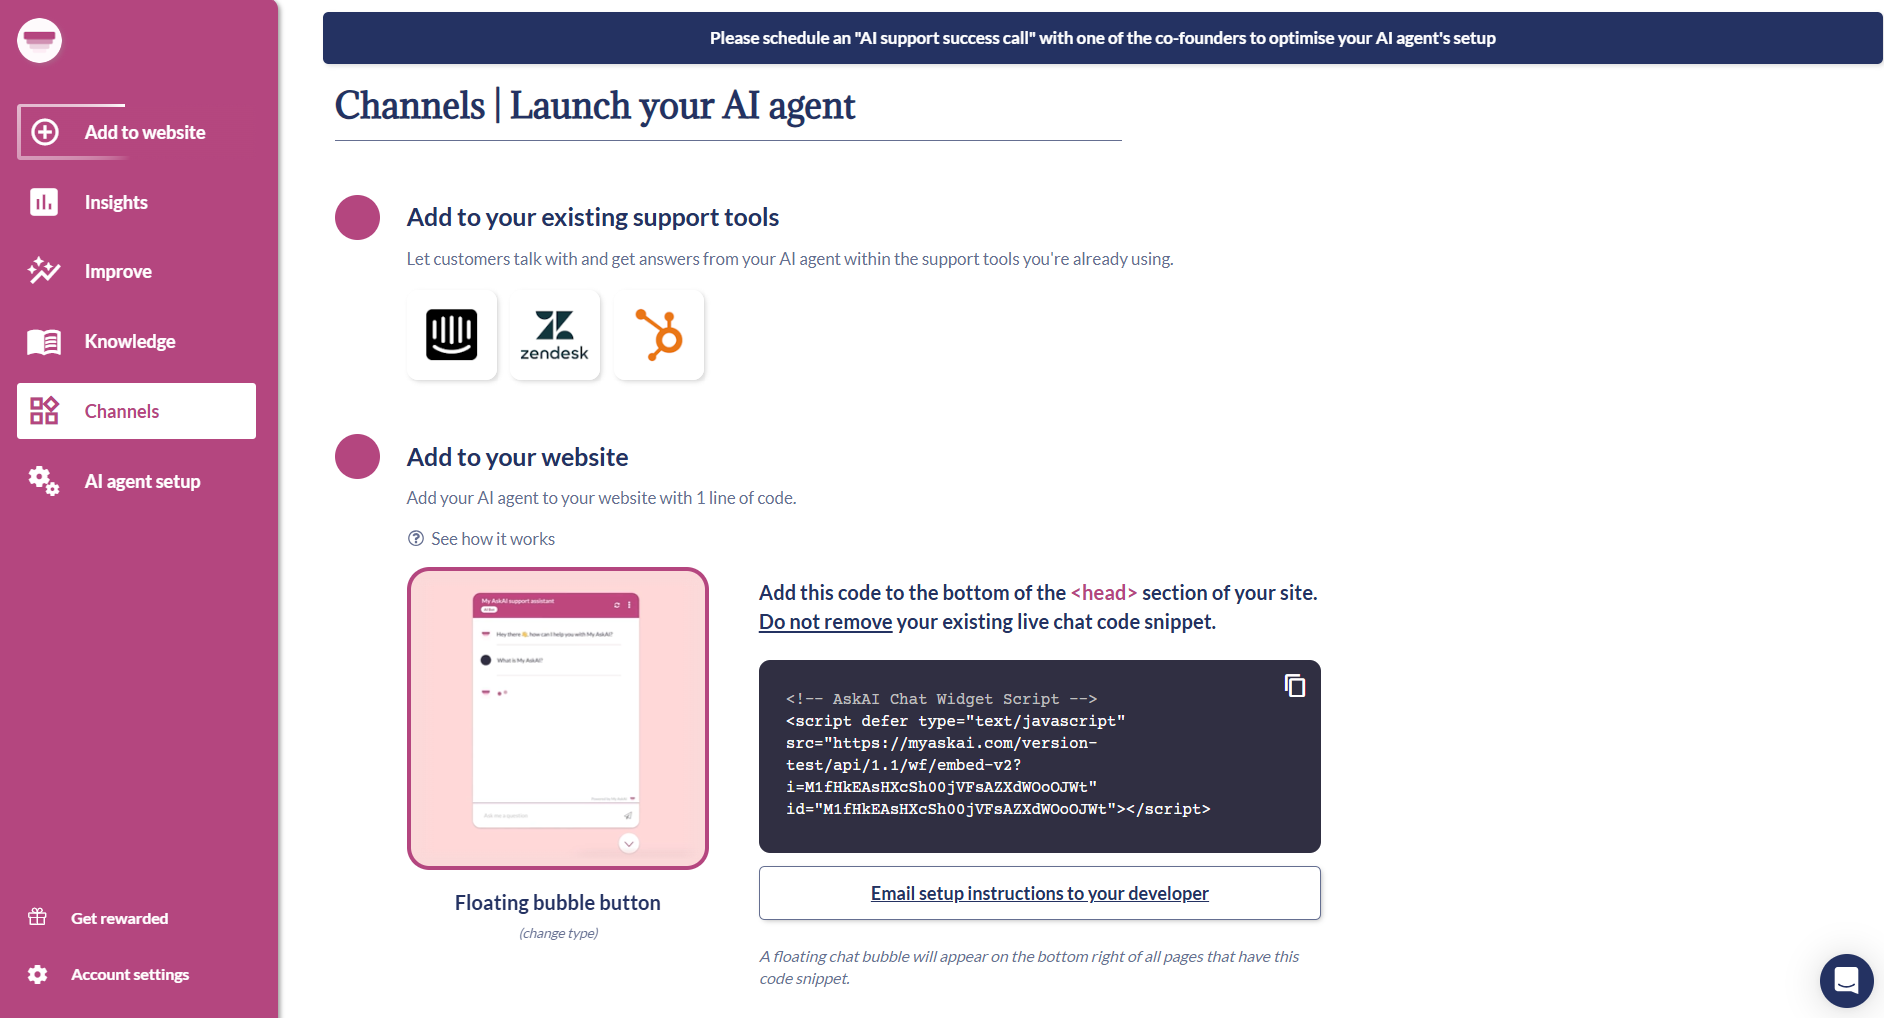 Please schedule an "AI support success call" with one of the co-founders to optimise your AI agent's setup
Add to website
Insights
Improve
Knowledge
Channels
AI agent setup
Get rewarded
Account settings
Channels | Launch your AI agent
Add to your existing support tools
Let customers talk with and get answers from your AI agent within the support tools you're already using.
zendesk
Add to your website
Add your AI agent to your website with 1 line of code.
See how it works
My AskAI support assistant
Hey there 👋, how can I help you with My AskAI?
What is My AskAI?
Ask me a question
Floating bubble button
(change type)
Add this code to the bottom of the <head> section of your site.
Do not remove your existing live chat code snippet.
<!-- AskAI Chat Widget Script -->
<script defer type="text/javascript"
src="https://myaskai.com/version-
test/api/1.1/wf/embed-v2?
i=M1fHkEAsHXcSh00jVFsAZXdWOoOJWt"
id="M1fHkEAsHXcSh00jVFsAZXdWOoOJWt"></script>
Email setup instructions to your developer
A floating chat bubble will appear on the bottom right of all pages that have this
code snippet.